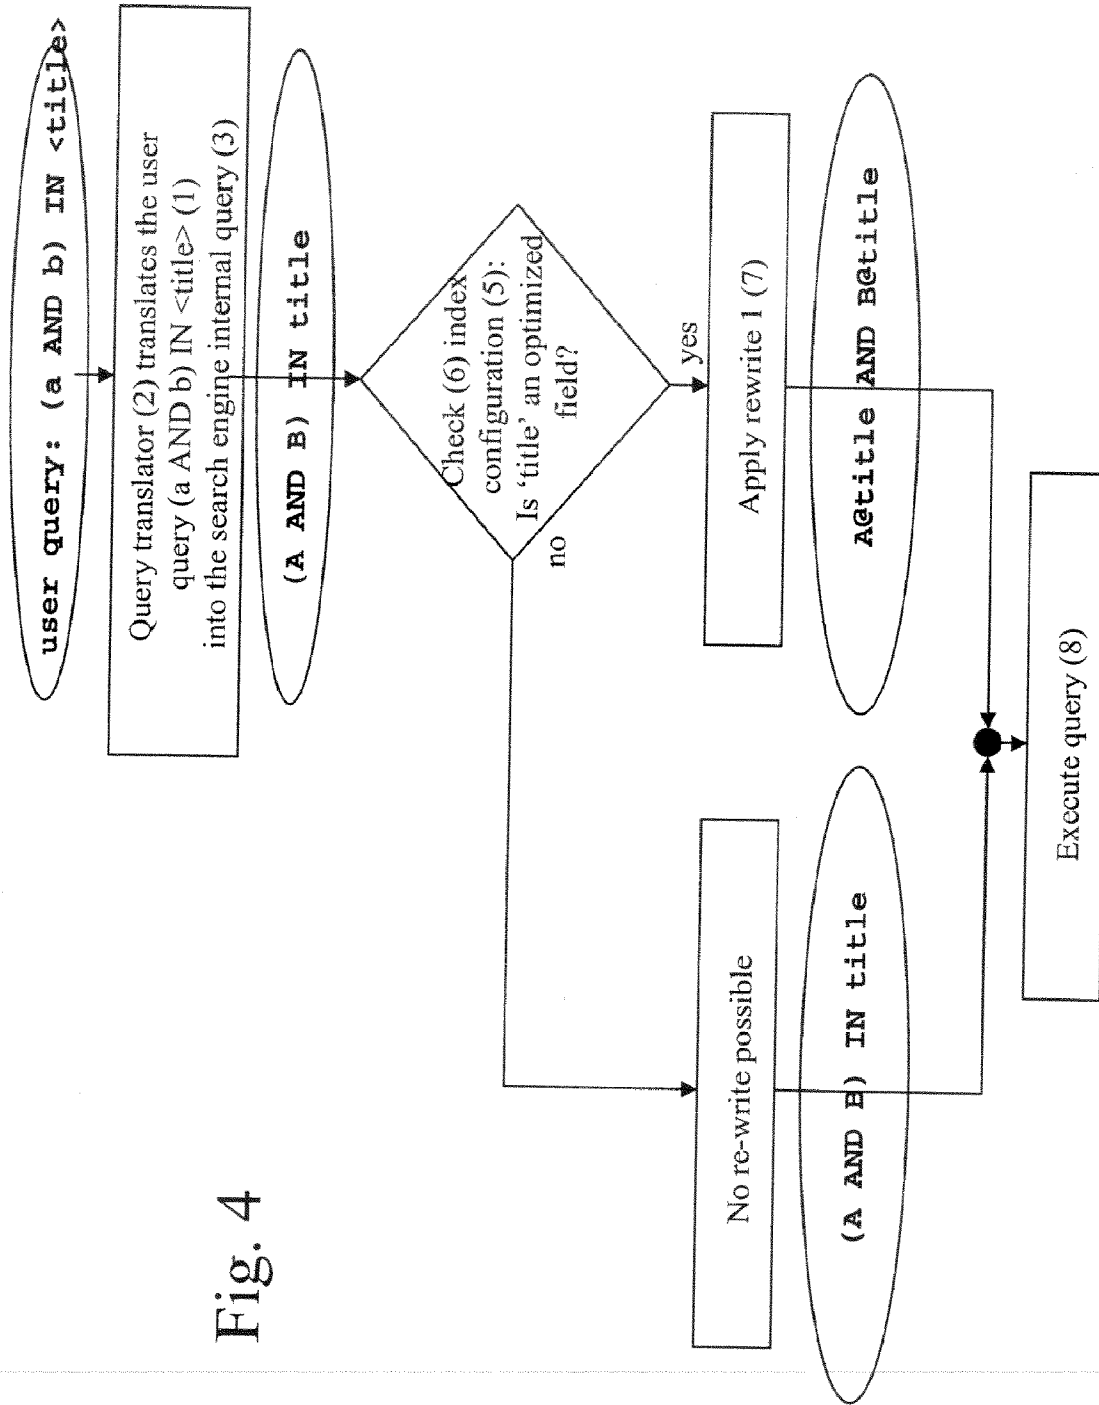 Fig. 4
user query: (a AND b) IN <title>
Query translator (2) translates the user
query (a AND b) IN <title> (1)
into the search engine internal query (3)
(A AND B) IN title
Check (6) index
configuration (5):
Is ‘title’ an optimized
field?
no
yes
No re-write possible
Apply rewrite 1 (7)
(A AND B) IN title
A@title AND B@title
Execute query (8)